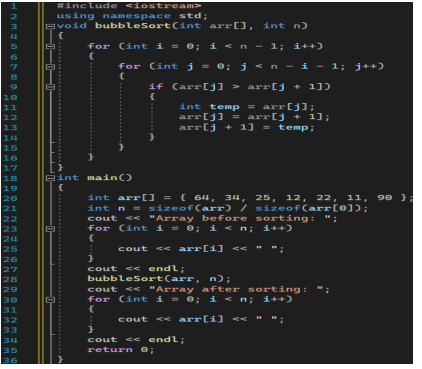 1 #include <iostream>
2 using namespace std;
3 void bubbleSort(int arr[], int n)
4 {
5 for (int i = 0; i < n - 1; i++)
6 {
7 for (int j = 0; j < n - i - 1; j++)
8 {
9 if (arr[j] > arr[j + 1])
10 {
11 int temp = arr[j];
12 arr[j] = arr[j + 1];
13 arr[j + 1] = temp;
14 }
15 }
16 }
17 }
18 int main()
19 {
20 int arr[] = { 64, 34, 25, 12, 22, 11, 90 };
21 int n = sizeof(arr) / sizeof(arr[0]);
22 cout << "Array before sorting: ";
23 for (int i = 0; i < n; i++)
24 {
25 cout << arr[i] << " ";
26 }
27 cout << endl;
28 bubbleSort(arr, n);
29 cout << "Array after sorting: ";
30 for (int i = 0; i < n; i++)
31 {
32 cout << arr[i] << " ";
33 }
34 cout << endl;
35 return 0;
36 }